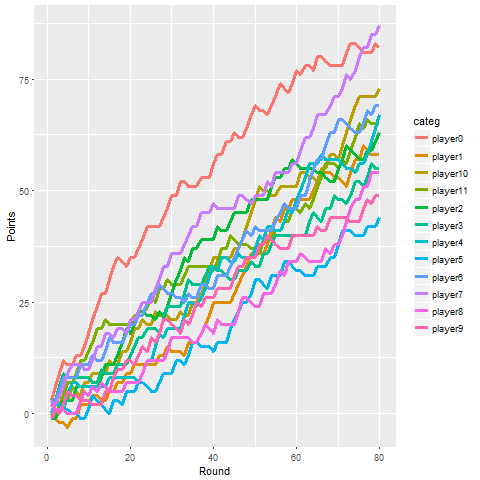 75
50
25
0
0
20
40
60
80
Round
Points
categ
player0
player1
player10
player11
player2
player3
player4
player5
player6
player7
player8
player9